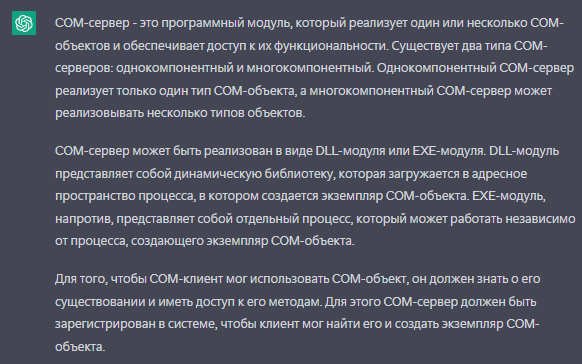 COM-сервер - это программный модуль, который реализует один или несколько COM-
объектов и обеспечивает доступ к их функциональности. Существует два типа COM-
серверов: однокомпонентный и многокомпонентный. Однокомпонентный COM-сервер
реализует только один тип COM-объекта, а многокомпонентный COM-сервер может
реализовывать несколько типов объектов.
COM-сервер может быть реализован в виде DLL-модуля или EXE-модуля. DLL-модуль
представляет собой динамическую библиотеку, которая загружается в адресное
пространство процесса, в котором создается экземпляр COM-объекта. EXE-модуль,
напротив, представляет собой отдельный процесс, который может работать независимо
от процесса, создающего экземпляр COM-объекта.
Для того, чтобы COM-клиент мог использовать COM-объект, он должен знать о его
существовании и иметь доступ к его методам. Для этого COM-сервер должен быть
зарегистрирован в системе, чтобы клиент мог найти его и создать экземпляр COM-
объекта.